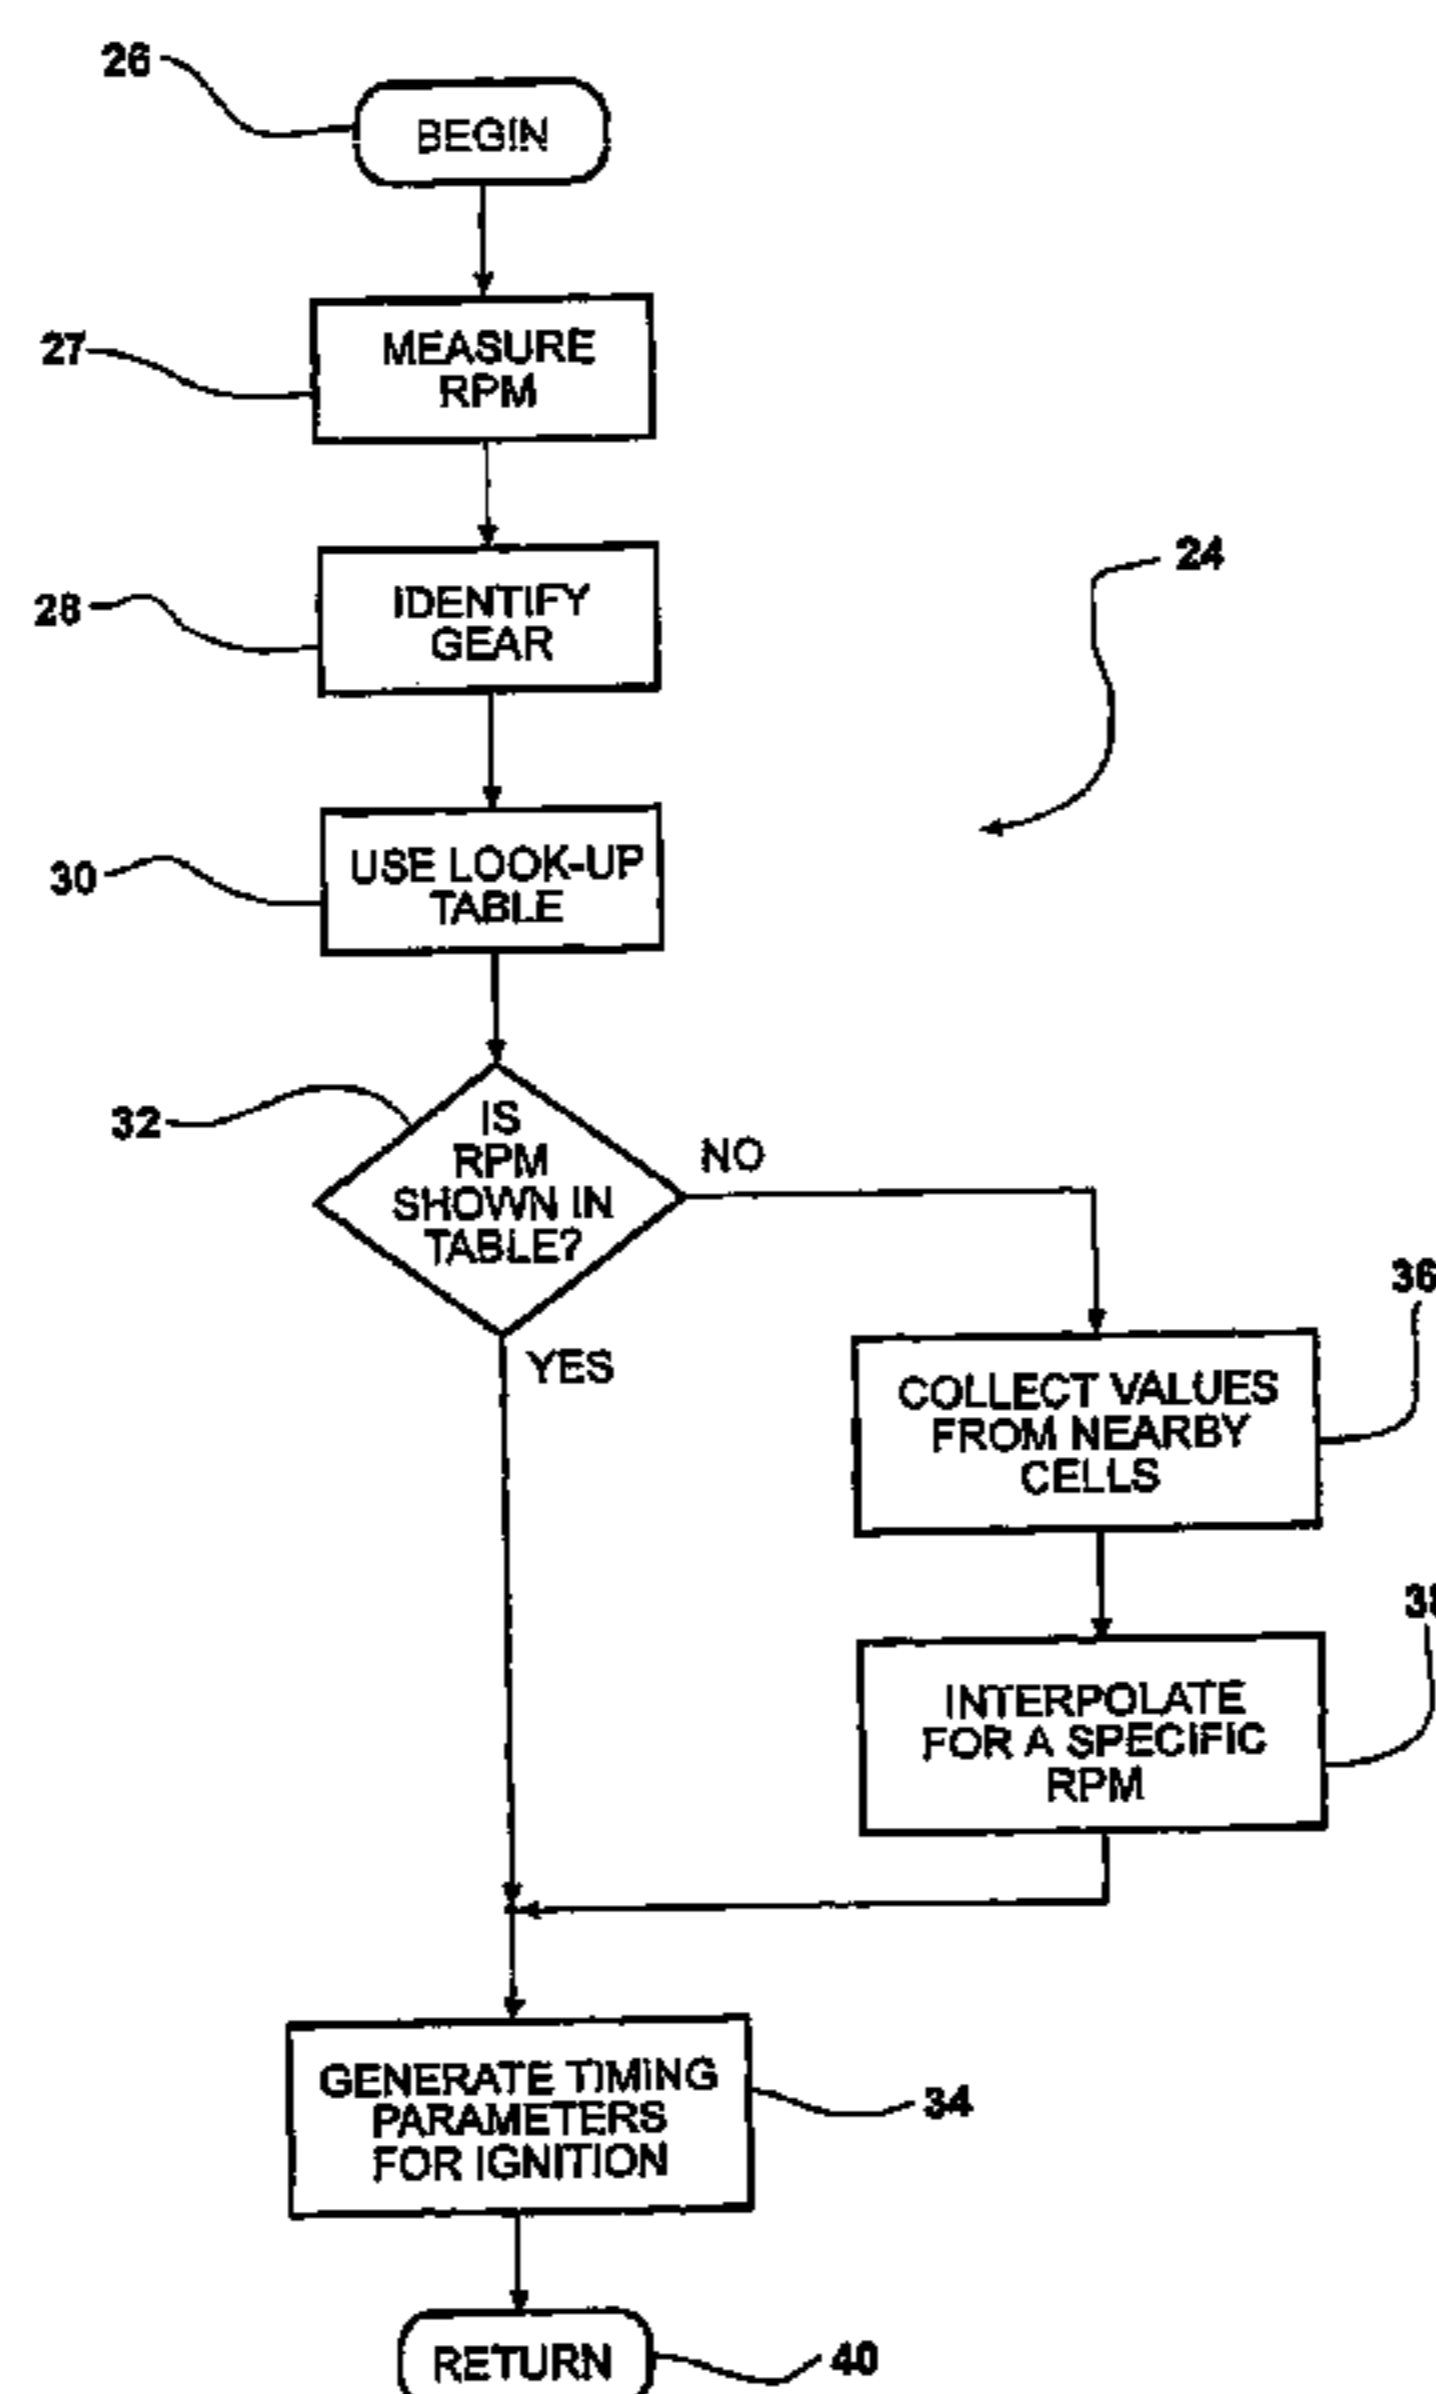 26
BEGIN
27
MEASURE
RPM
28
IDENTIFY
GEAR
24
30
USE LOOK-UP
TABLE
32
IS
RPM
SHOWN IN
TABLE?
NO
YES
36
COLLECT VALUES
FROM NEARBY
CELLS
INTERPOLATE
FOR A SPECIFIC
RPM
GENERATE TIMING
PARAMETERS
FOR IGNITION
34
RETURN
40